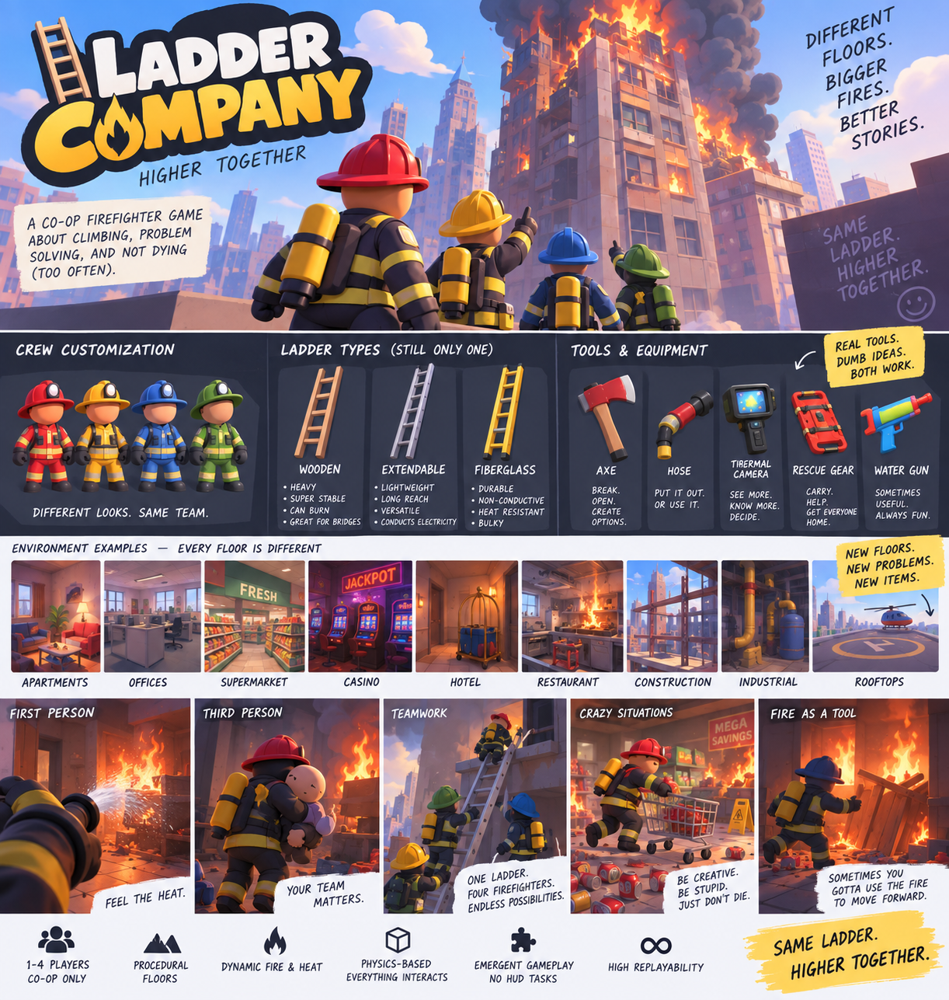 LADDER
COMPANY
HIGHER TOGETHER
A CO-OP FIREFIGHTER GAME
ABOUT CLIMBING, PROBLEM
SOLVING, AND NOT DYING
(TOO OFTEN).
DIFFERENT
FLOORS.
BIGGER
FIRES.
BETTER
STORIES.
SAME
LADDER.
HIGHER
TOGETHER.
CREW CUSTOMIZATION
DIFFERENT LOOKS. SAME TEAM.
LADDER TYPES (STILL ONLY ONE)
WOODEN
• HEAVY
• SUPER STABLE
• CAN BURN
• GREAT FOR BRIDGES
EXTENDABLE
• LIGHTWEIGHT
• LONG REACH
• VERSATILE
• CONDUCTS ELECTRICITY
FIBERGLASS
• DURABLE
• NON-CONDUCTIVE
• HEAT RESISTANT
• BULKY
TOOLS & EQUIPMENT
REAL TOOLS.
DUMB IDEAS.
BOTH WORK.
AXE
BREAK.
OPEN.
CREATE
OPTIONS.
HOSE
PUT IT OUT.
OR USE IT.
TIBERMAL
CAMERA
SEE MORE.
KNOW MORE.
DECIDE.
RESCUE GEAR
CARRY.
HELP.
GET EVERYONE
HOME.
WATER GUN
SOMETIMES
USEFUL.
ALWAYS FUN.
ENVIRONMENT EXAMPLES — EVERY FLOOR IS DIFFERENT
NEW FLOORS.
NEW PROBLEMS.
NEW ITEMS.
FRESH
JACKPOT
APARTMENTS
OFFICES
SUPERMARKET
CASINO
HOTEL
RESTAURANT
CONSTRUCTION
INDUSTRIAL
ROOFTOPS
FIRST PERSON
FEEL THE HEAT.
THIRD PERSON
YOUR TEAM
MATTERS.
TEAMWORK
ONE LADDER.
FOUR FIREFIGHTERS.
ENDLESS POSSIBILITIES.
CRAZY SITUATIONS
MEGA
SAVINGS
BE CREATIVE.
BE STUPID.
JUST DON'T DIE.
FIRE AS A TOOL
SOMETIMES YOU
GOTTA USE THE FIRE
TO MOVE FORWARD.
1-4 PLAYERS
CO-OP ONLY
PROCEDURAL
FLOORS
DYNAMIC FIRE & HEAT
PHYSICS-BASED
EVERYTHING INTERACTS
EMERGENT GAMEPLAY
NO HUD TASKS
HIGH REPLAYABILITY
SAME LADDER.
HIGHER TOGETHER.